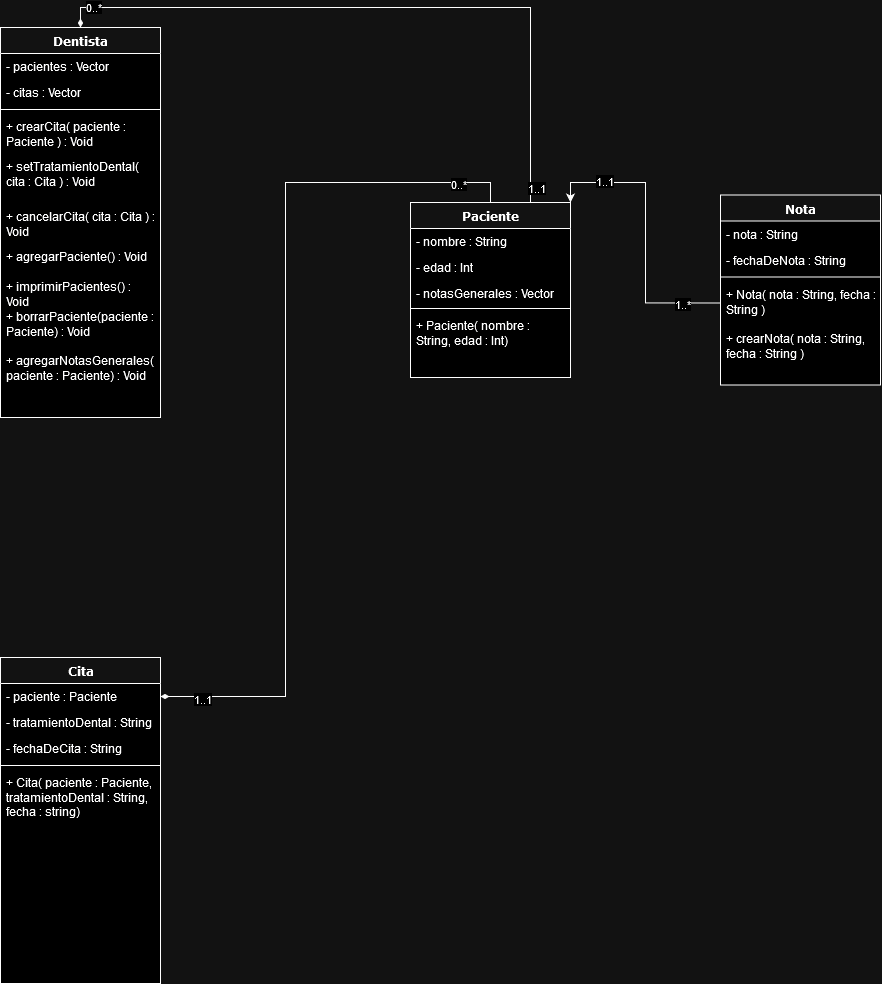 0..*
Dentista
- pacientes : Vector
- citas : Vector
+ crearCita( paciente :
Paciente ) : Void
+ setTratamientoDental(
cita : Cita ) : Void
+ cancelarCita( cita : Cita ) :
Void
+ agregarPaciente() : Void
+ imprimirPacientes() :
Void
+ borrarPaciente(paciente :
Paciente) : Void
+ agregarNotasGenerales(
paciente : Paciente) : Void
0..*
1..1
1..1
Paciente
- nombre : String
- edad : Int
- notasGenerales : Vector
+ Paciente( nombre :
String, edad : Int)
1..*
Nota
- nota : String
- fechaDeNota : String
+ Nota( nota : String, fecha :
String )
+ crearNota( nota : String,
fecha : String )
Cita
- paciente : Paciente
- tratamientoDental : String
- fechaDeCita : String
+ Cita( paciente : Paciente,
tratamientoDental : String,
fecha : string)
1..1